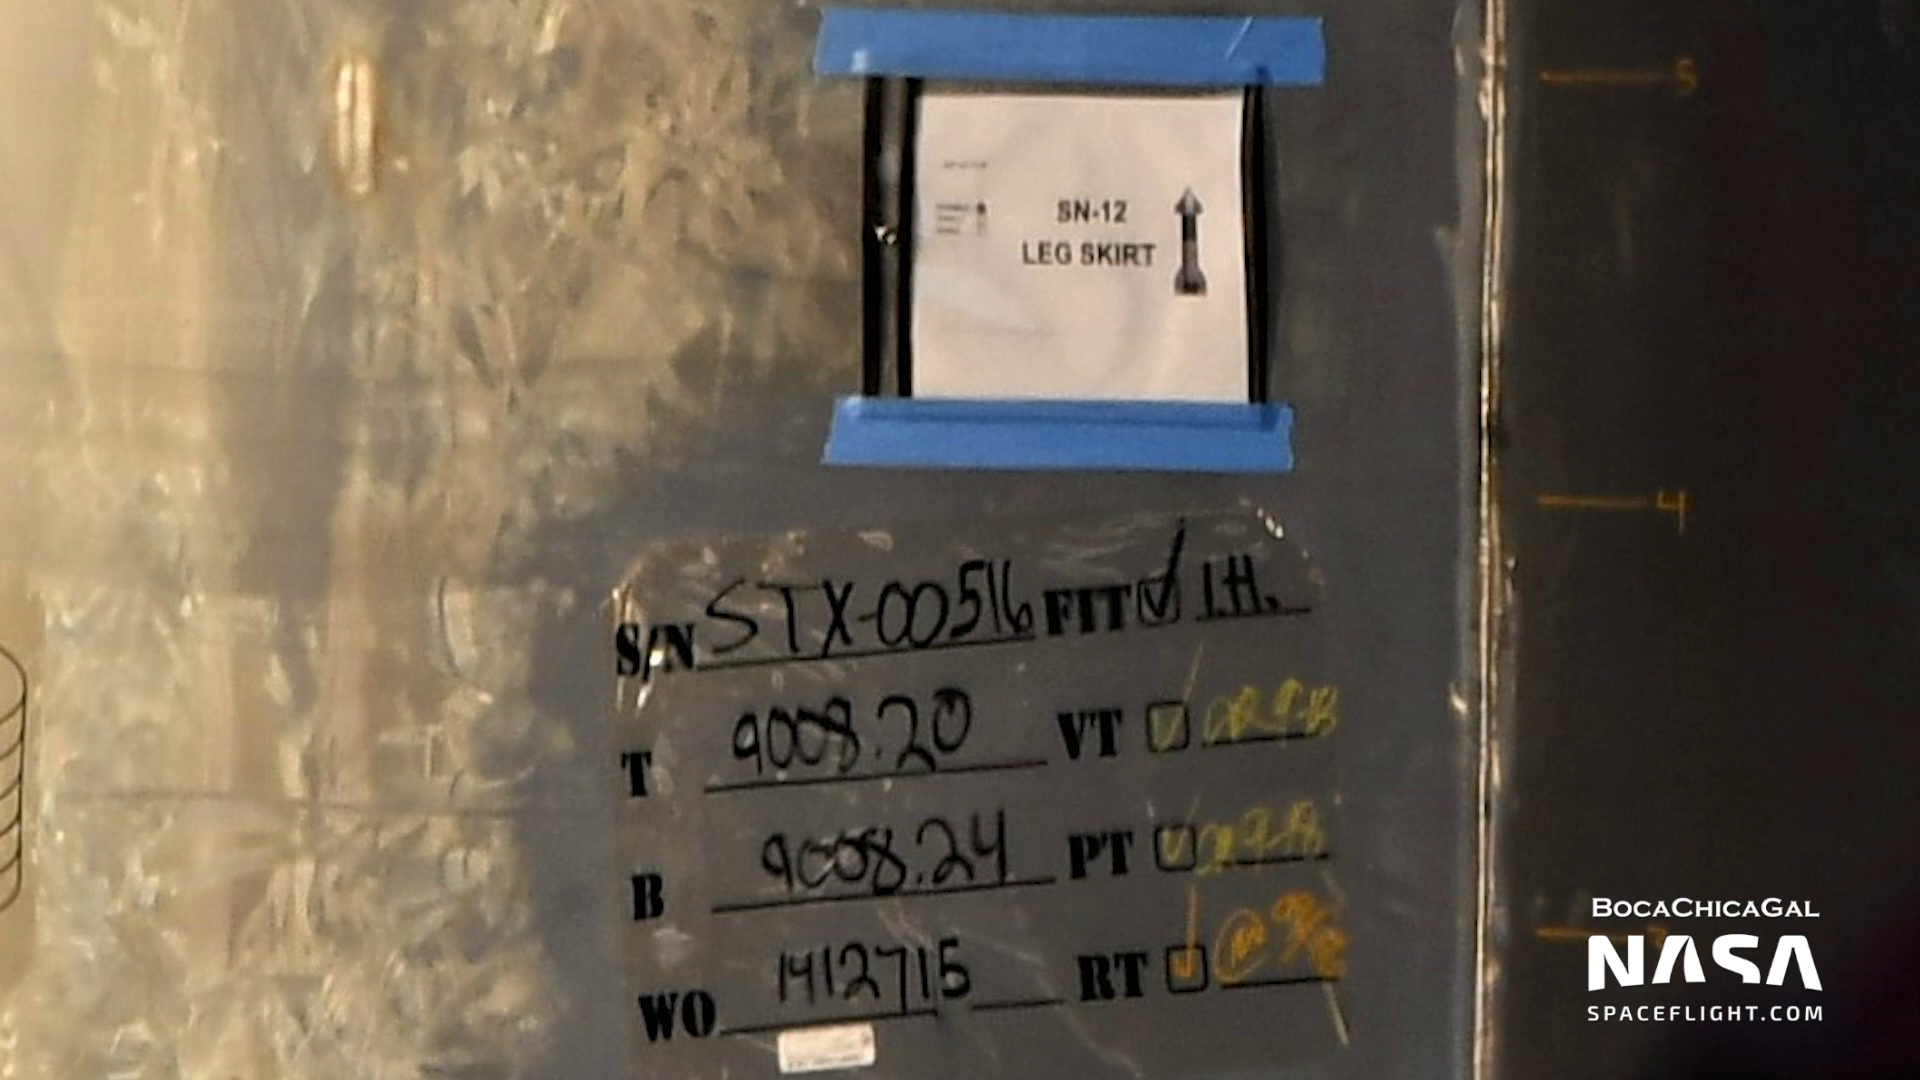 SN-12
LEG SKIRT
5
4
S/N STX-00516 FIT I.H.
T 9008.20 VT
B 9008.24 PT
WO 1412715 RT
BOCACHICAGAL
NASA
SPACEFLIGHT.COM